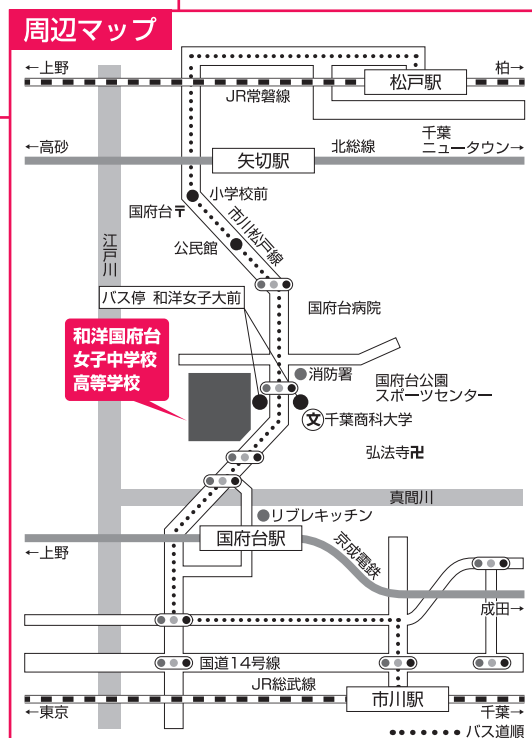 周辺マップ
←上野
柏→
松戸駅
JR常磐線
←高砂
北総線
千葉
ニュータウン→
矢切駅
小学校前
国府台〒
市川松戸線
公民館
江戸川
バス停 和洋女子大前
国府台病院
和洋国府台
女子中学校
高等学校
消防署
国府台公園
スポーツセンター
文千葉商科大学
弘法寺卍
真間川
リブレキッチン
国府台駅
←上野
京成電鉄
成田→
国道14号線
JR総武線
市川駅
←東京
千葉→
バス道順